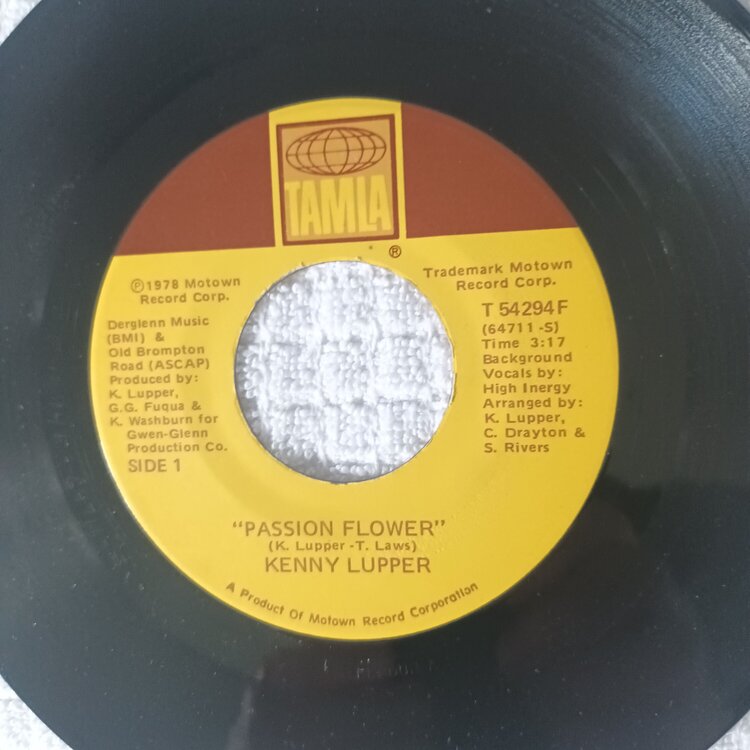 TAMLA
®
Ⓟ1978 Motown
Record Corp.
Derglenn Music
(BMI) &
Old Brompton
Road (ASCAP)
Produced by:
K. Lupper,
G.G. Fuqua &
K. Washburn for
Gwen-Glenn
Production Co.
SIDE 1
Trademark Motown
Record Corp.
T 54294F
(64711-S)
Time 3:17
Background
Vocals by:
High Inergy
Arranged by:
K. Lupper,
C. Drayton &
S. Rivers
"PASSION FLOWER"
(K. Lupper-T. Laws)
KENNY LUPPER
A Product Of Motown Record Corporation